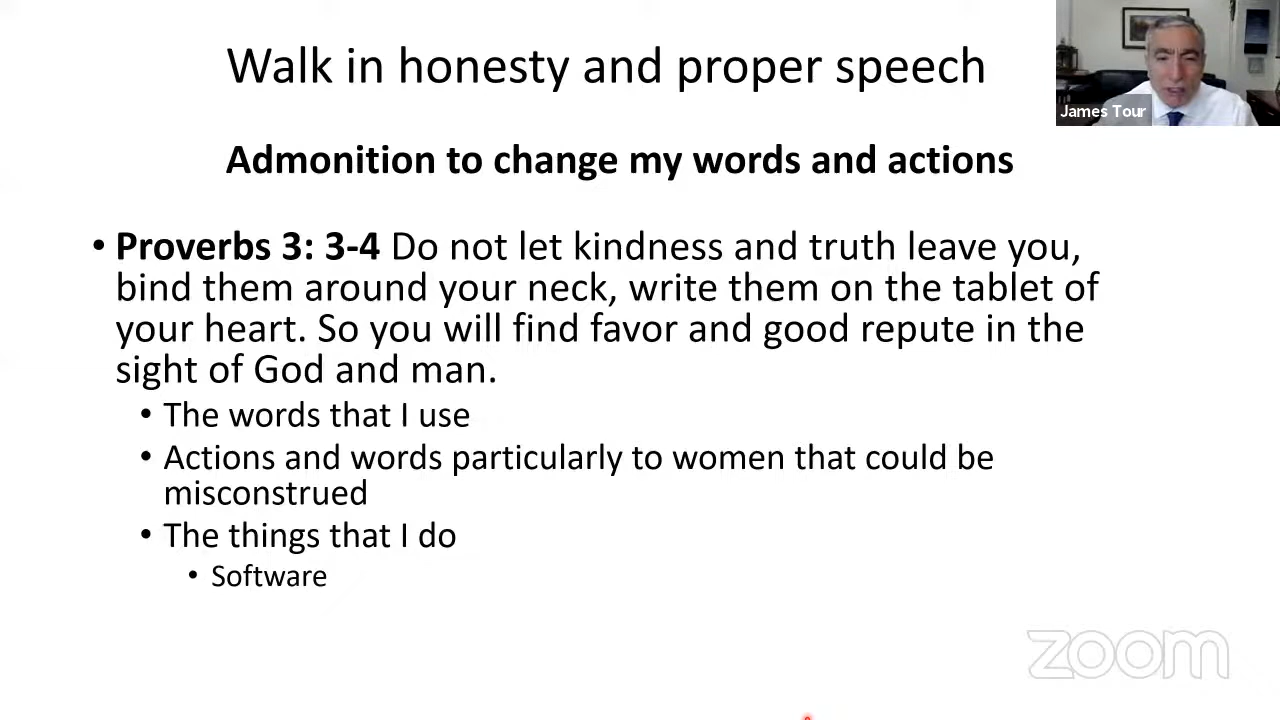 Walk in honesty and proper speech
James Tour
Admonition to change my words and actions
• Proverbs 3: 3-4 Do not let kindness and truth leave you,
bind them around your neck, write them on the tablet of
your heart. So you will find favor and good repute in the
sight of God and man.
• The words that I use
• Actions and words particularly to women that could be
misconstrued
• The things that I do
• Software
zoom